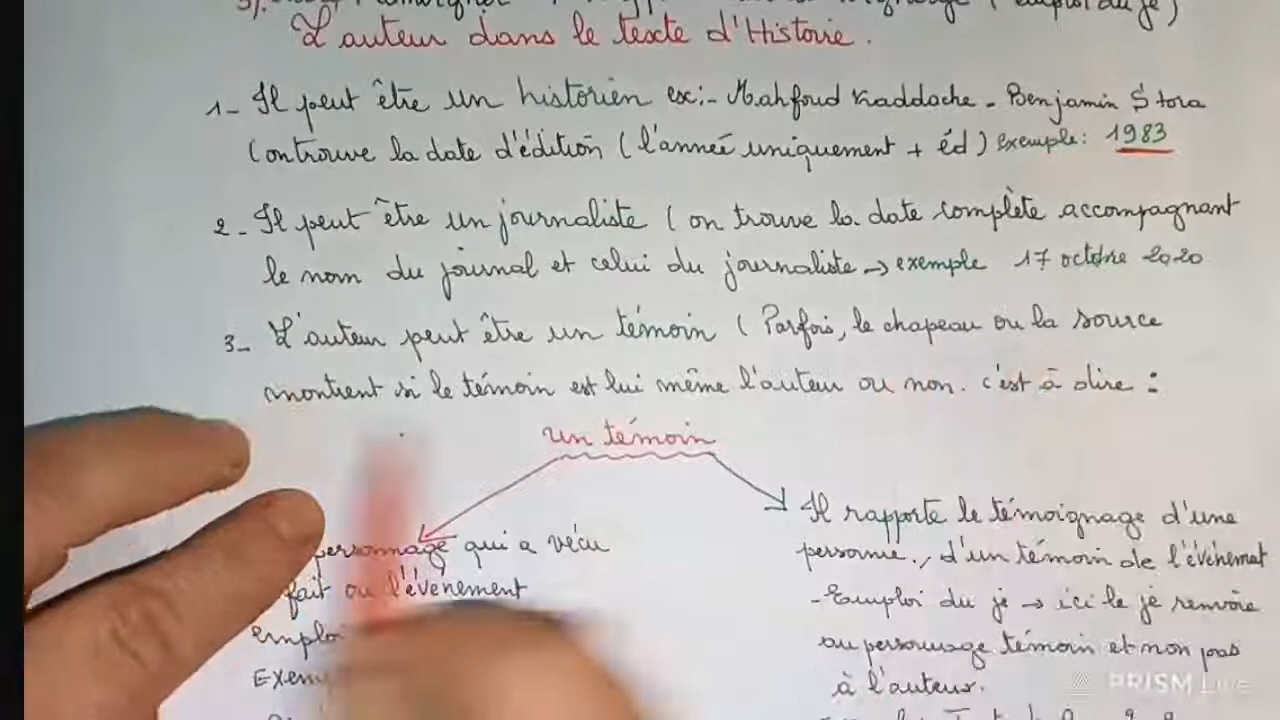 L'auteur dans le texte d'Histoire.
1- Il peut être un historien ex:- Mahfoud Kaddache - Benjamin Stora
(on trouve la date d'édition (l'année uniquement + éd) exemple: 1983
2- Il peut être un journaliste (on trouve la date complète accompagnant
le nom du journal et celui du journaliste → exemple 17 octobre 2020
3- L'auteur peut être un témoin (Parfois, le chapeau ou la source
montrent si le témoin est lui même l'auteur ou non. c'est à dire :
un témoin
personnage qui a vécu
fait ou l'événement
emploi
Il rapporte le témoignage d'une
personne., d'un témoin de l'événement
- Emploi du je → ici le je renvoie
au personnage témoin et non pas
à l'auteur.
PRISM Live